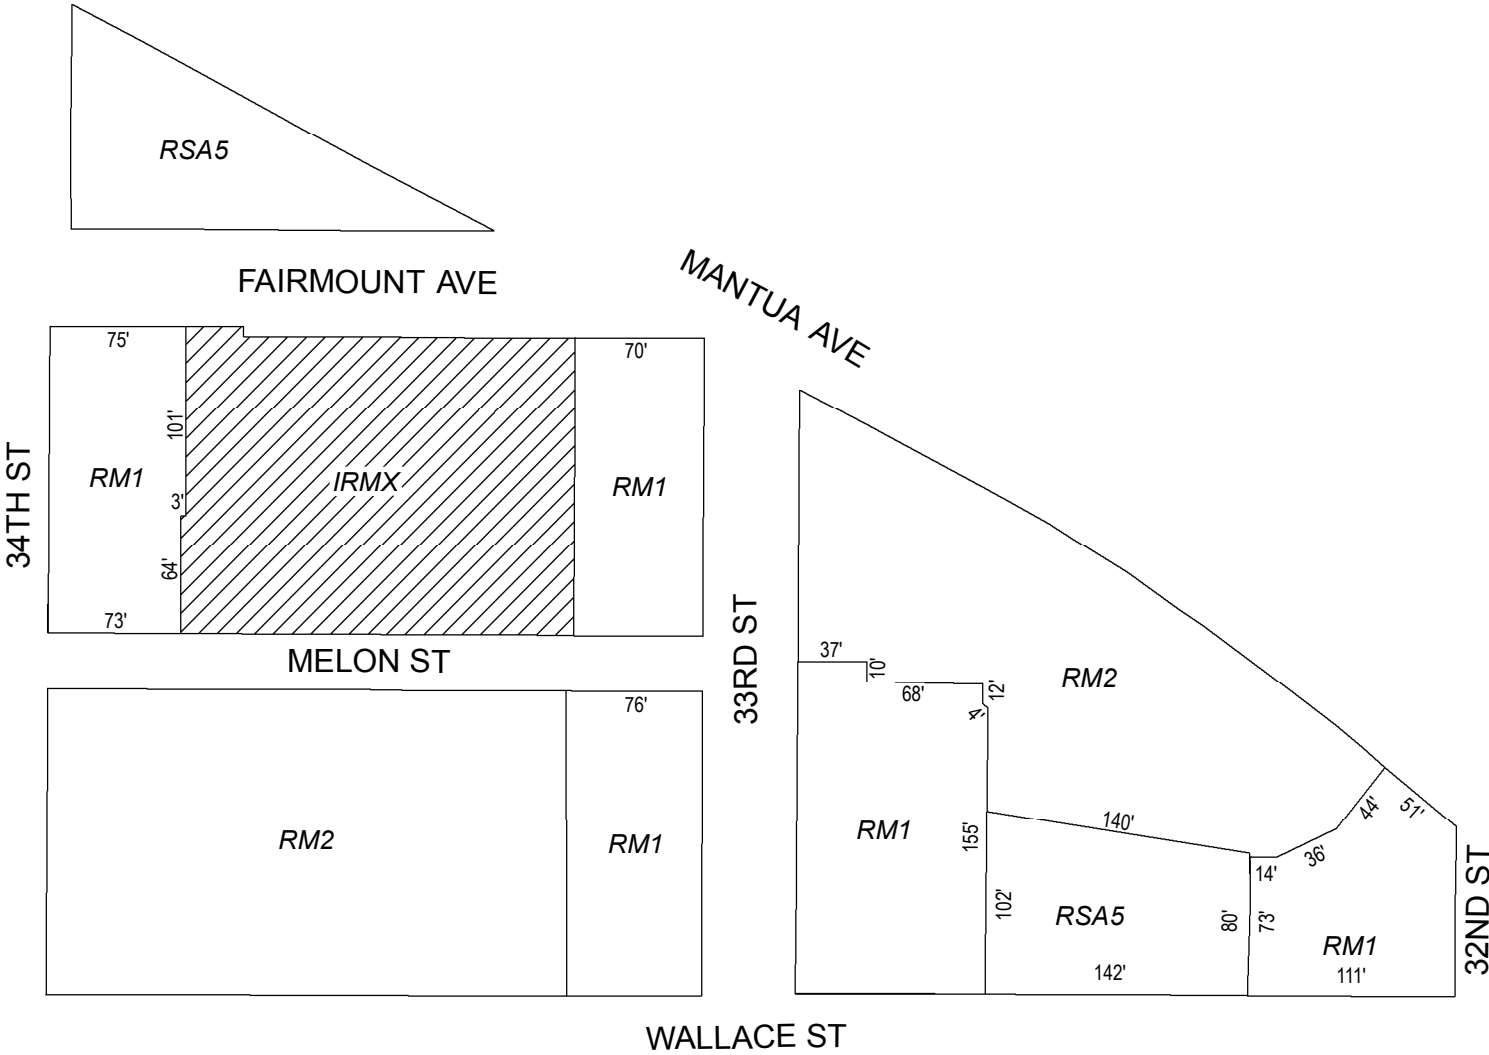 RSA5
FAIRMOUNT AVE
MANTUA AVE
75'
70'
101'
34TH ST
RM1
IRMX
RM1
3'
64'
73'
MELON ST
33RD ST
37'
10'
68'
12'
4'
RM2
76'
RM2
RM1
RM1
155'
140'
102'
RSA5
142'
80'
73'
14'
36'
44'
51'
RM1
111'
32ND ST
WALLACE ST